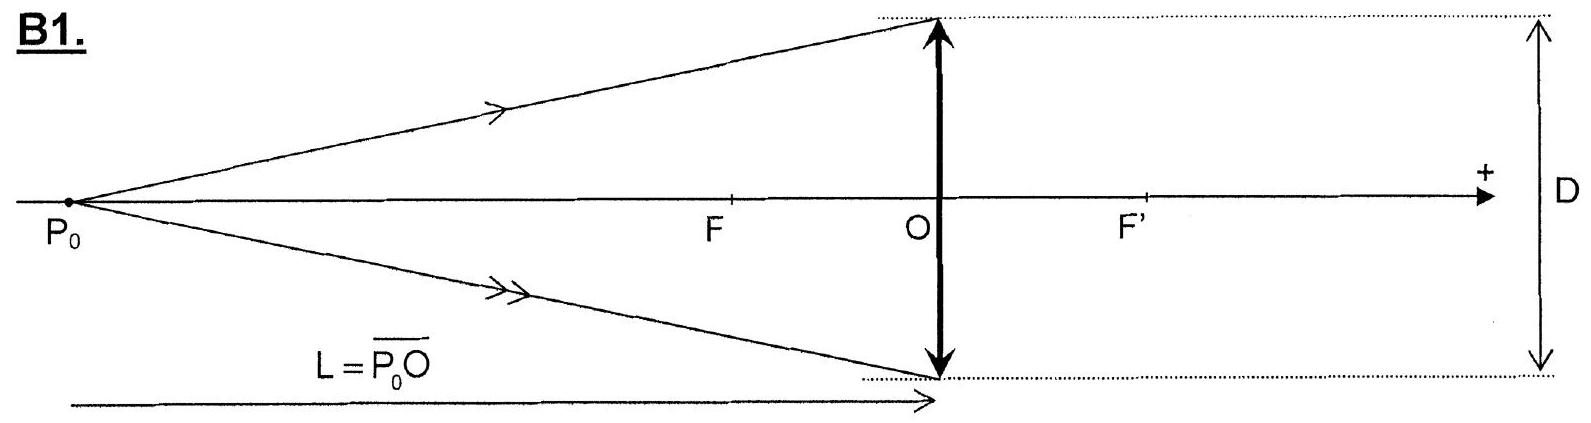 B1.
+
D
P₀ F O F'
L = P₀O